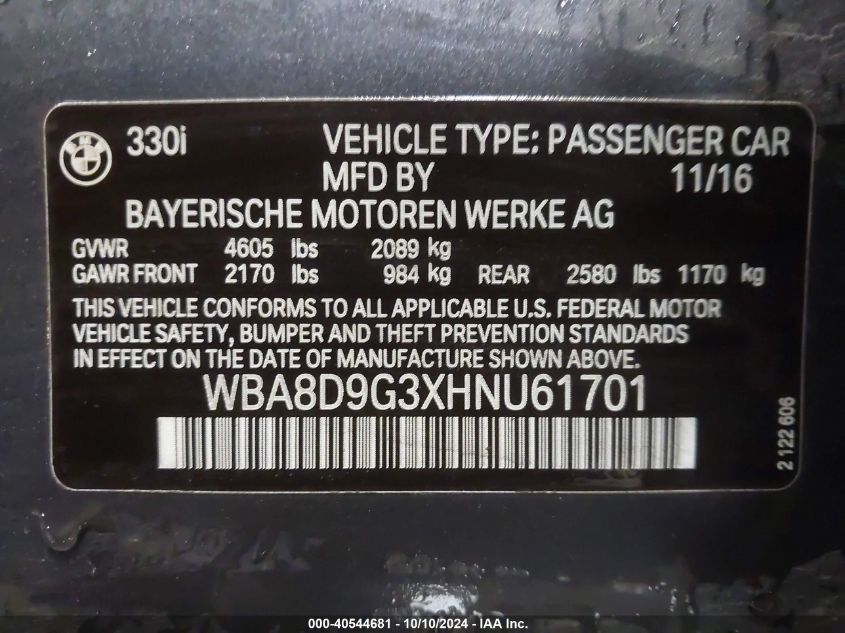 330i VEHICLE TYPE: PASSENGER CAR
MFD BY 11/16
BAYERISCHE MOTOREN WERKE AG
GVWR 4605 lbs 2089 kg
GAWR FRONT 2170 lbs 984 kg REAR 2580 lbs 1170 kg
THIS VEHICLE CONFORMS TO ALL APPLICABLE U.S. FEDERAL MOTOR
VEHICLE SAFETY, BUMPER AND THEFT PREVENTION STANDARDS
IN EFFECT ON THE DATE OF MANUFACTURE SHOWN ABOVE.
WBA8D9G3XHNU61701
2 122 606
000-40544681 - 10/10/2024 - © IAA Inc.